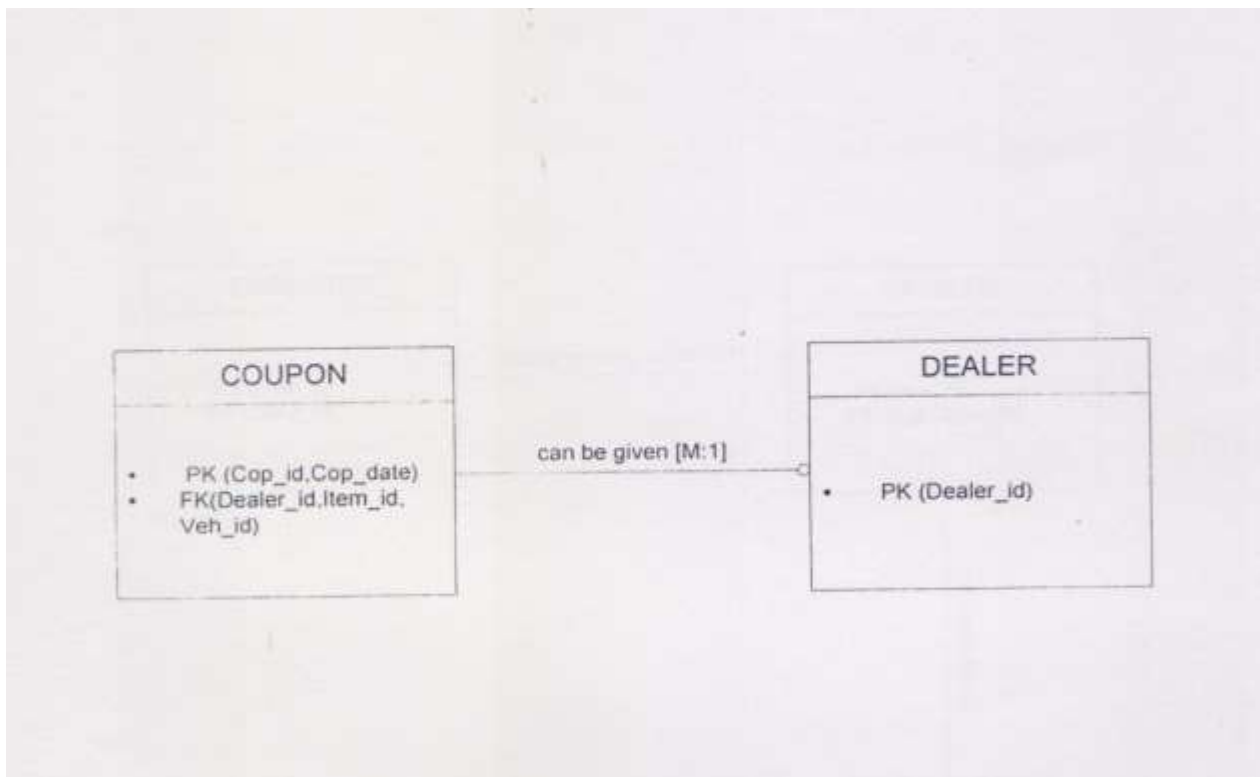 COUPON
• PK (Cop_id,Cop_date)
• FK(Dealer_id,Item_id,
Veh_id)
can be given [M:1]
DEALER
• PK (Dealer_id)